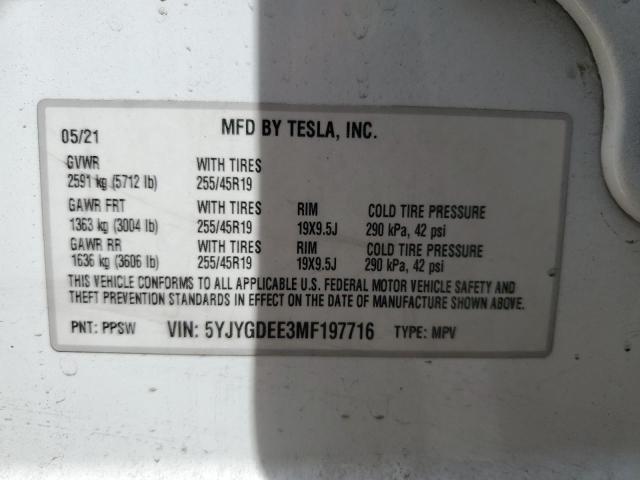 MFD BY TESLA, INC.
05/21
GVWR WITH TIRES
2591 kg (5712 lb) 255/45R19
GAWR FRT WITH TIRES RIM COLD TIRE PRESSURE
1363 kg (3004 lb) 255/45R19 19X9.5J 290 kPa, 42 psi
GAWR RR WITH TIRES RIM COLD TIRE PRESSURE
1636 kg (3606 lb) 255/45R19 19X9.5J 290 kPa, 42 psi
THIS VEHICLE CONFORMS TO ALL APPLICABLE U.S. FEDERAL MOTOR VEHICLE SAFETY AND
THEFT PREVENTION STANDARDS IN EFFECT ON THE DATE OF MANUFACTURE SHOWN ABOVE.
PNT: PPSW VIN: 5YJYGDEE3MF197716 TYPE: MPV